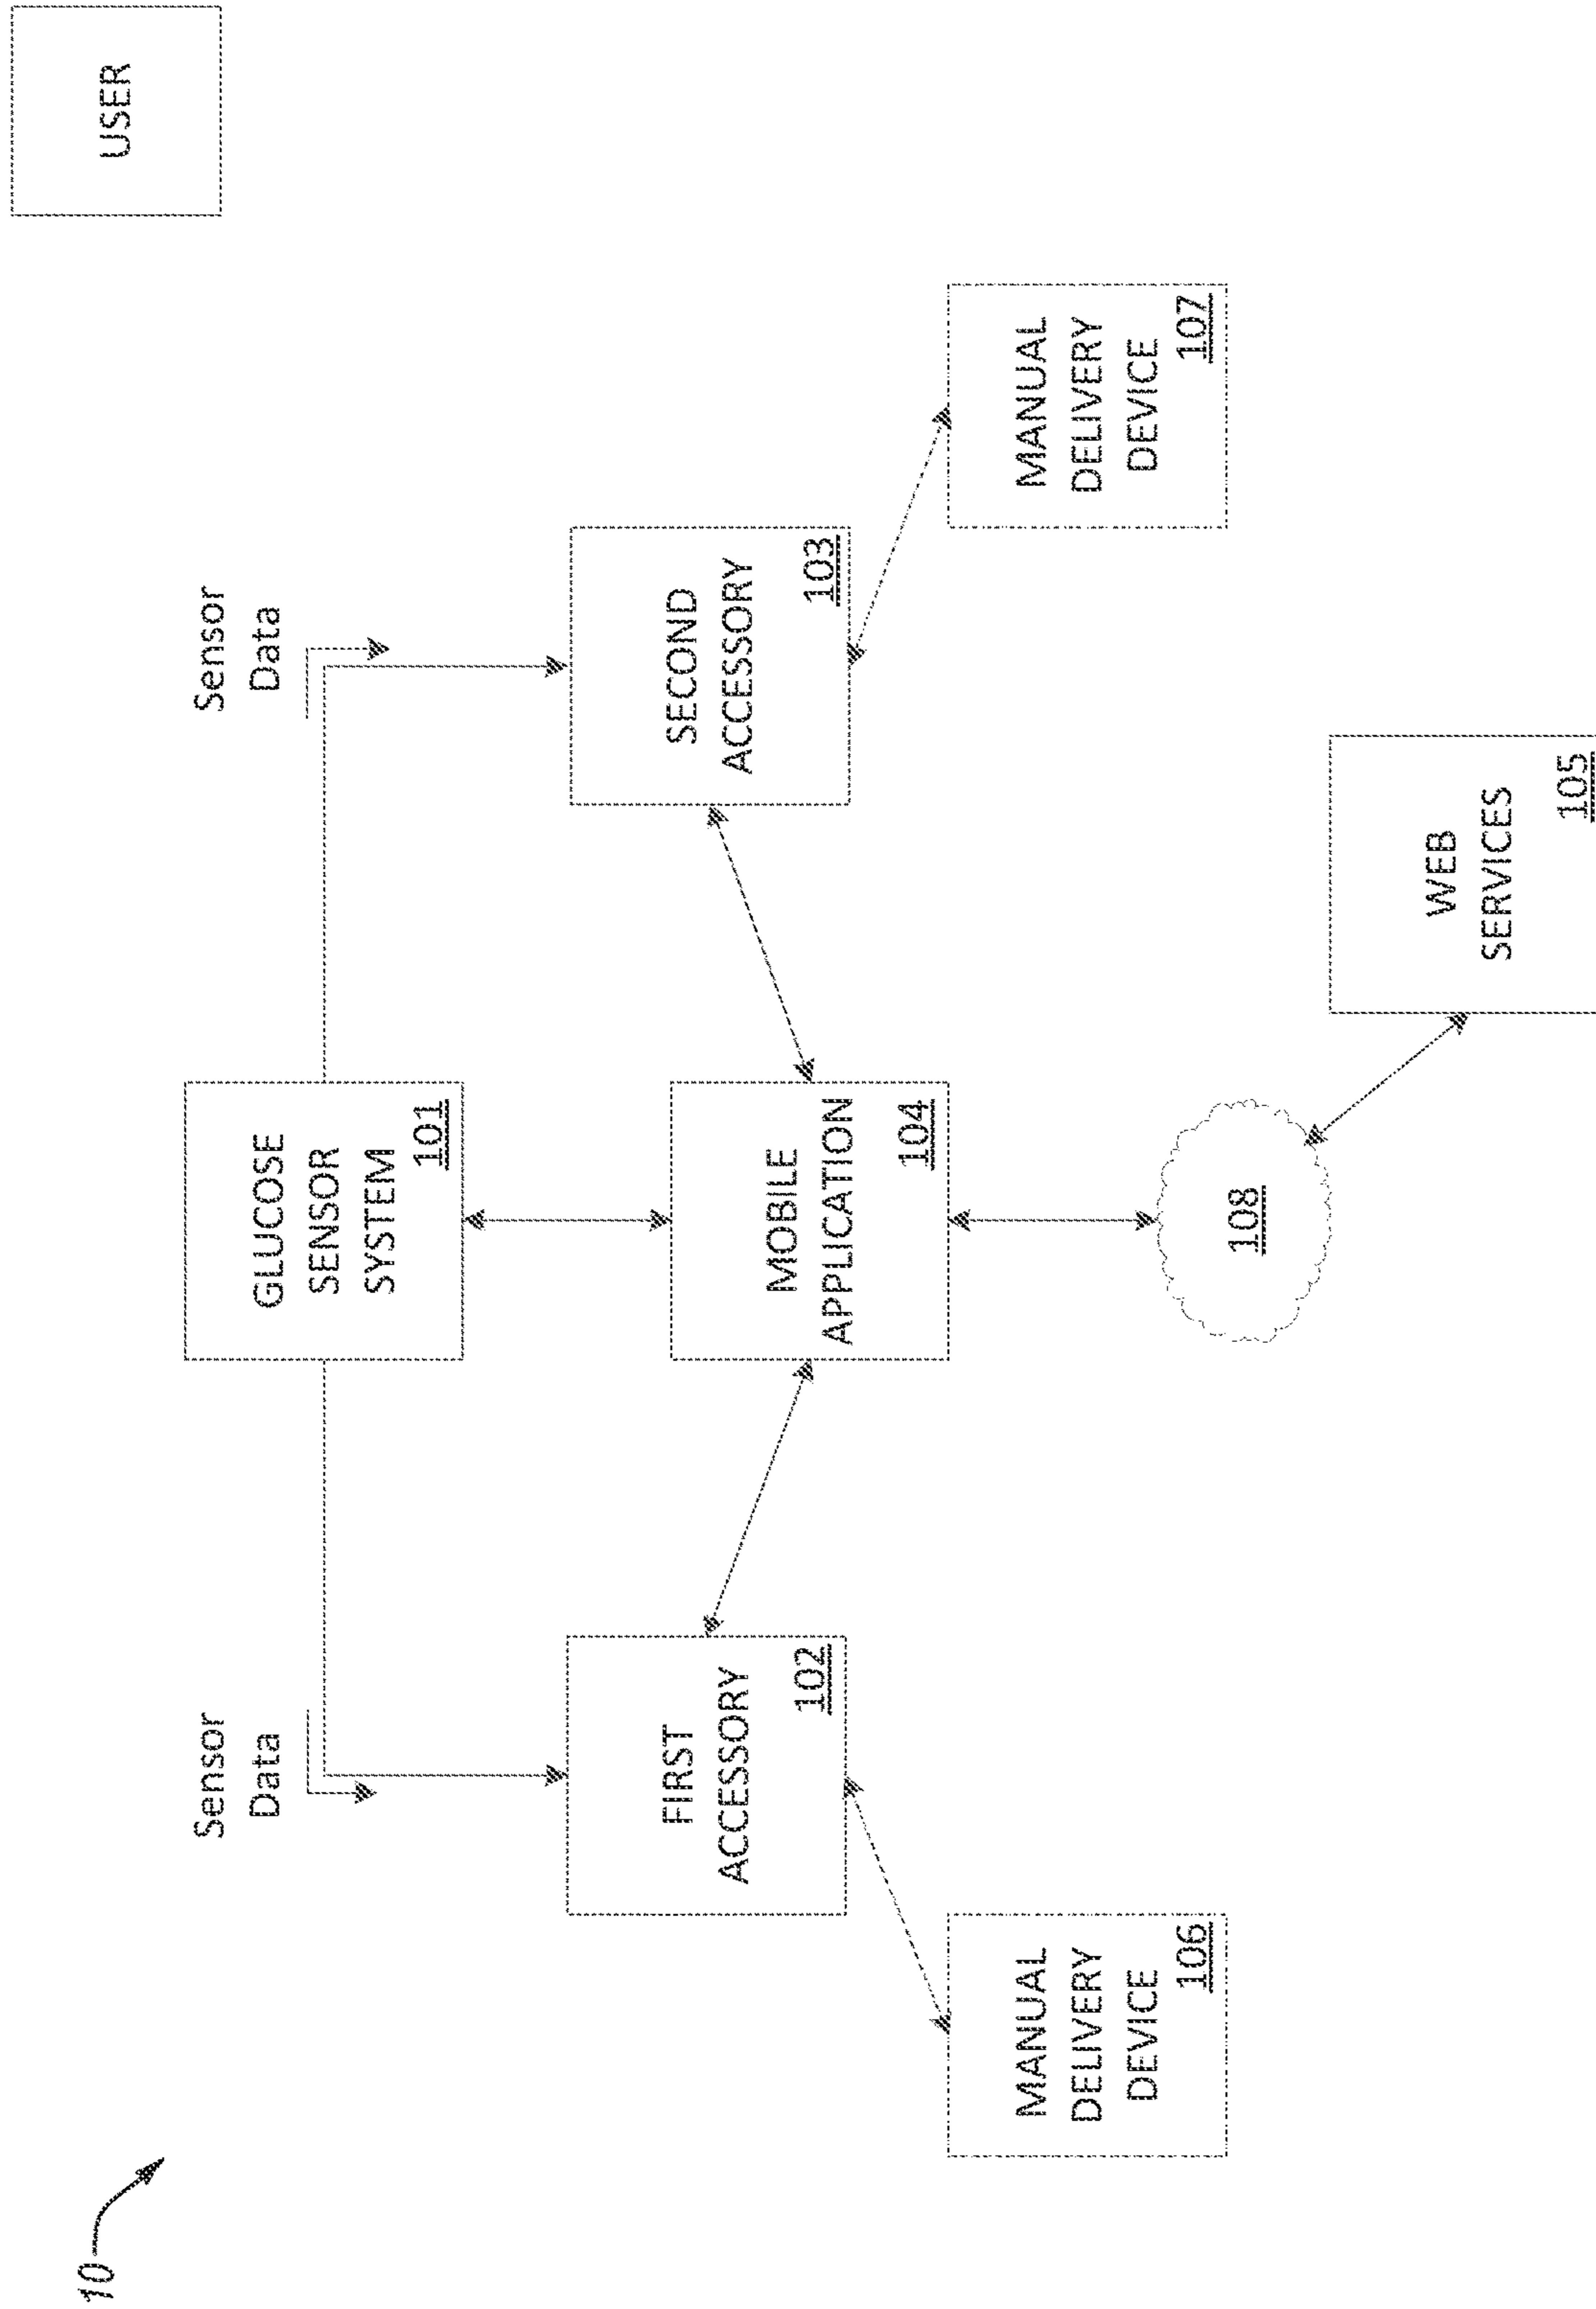 10
USER
Sensor
Data
GLUCOSE
SENSOR
SYSTEM
101
Sensor
Data
FIRST
ACCESSORY
102
MOBILE
APPLICATION
104
SECOND
ACCESSORY
103
MANUAL
DELIVERY
DEVICE
106
108
MANUAL
DELIVERY
DEVICE
107
WEB
SERVICES
105